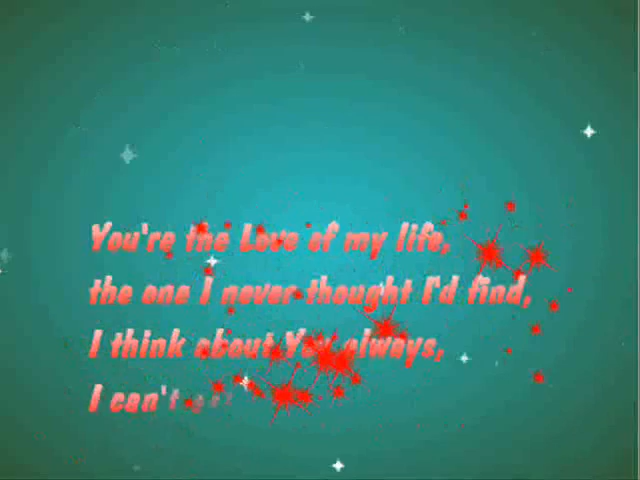 You're the Love of my life,
the one I never thought I'd find,
I think about You always,
I can't